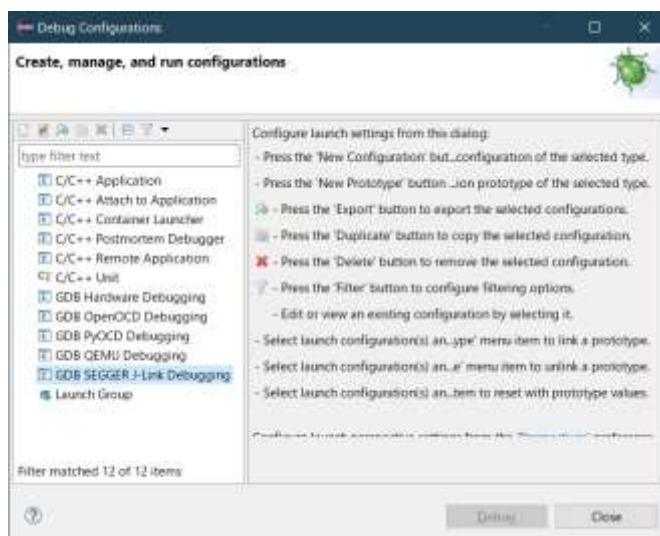 Debug Configurations
Create, manage, and run configurations
type filter text
C/C++ Application
C/C++ Attach to Application
C/C++ Container Launcher
C/C++ Postmortem Debugger
C/C++ Remote Application
C/C++ Unit
GDB Hardware Debugging
GDB OpenOCD Debugging
GDB PyOCD Debugging
GDB QEMU Debugging
GDB SEGGER J-Link Debugging
Launch Group
Filter matched 12 of 12 items
Configure launch settings from this dialog:
- Press the 'New Configuration' but...configuration of the selected type.
- Press the 'New Prototype' button ...ion prototype of the selected type.
- Press the 'Export' button to export the selected configurations.
- Press the 'Duplicate' button to copy the selected configuration.
- Press the 'Delete' button to remove the selected configuration.
- Press the 'Filter' button to configure filtering options.
- Edit or view an existing configuration by selecting it.
- Select launch configuration(s) an...ype' menu item to link a prototype.
- Select launch configuration(s) an...e' menu item to unlink a prototype.
- Select launch configuration(s) an...tem to reset with prototype values.
Debug
Close